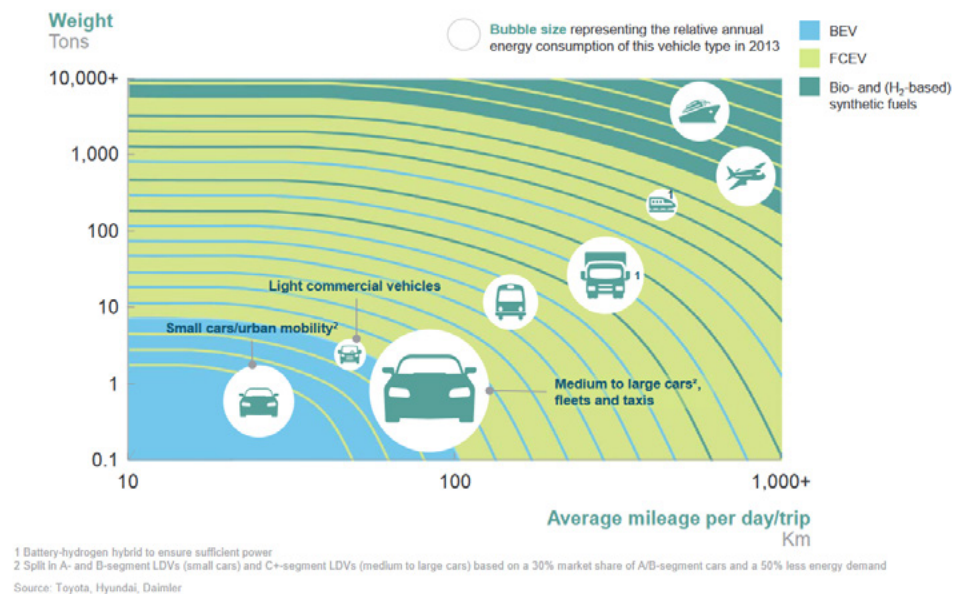 Weight
Tons
Bubble size representing the relative annual
energy consumption of this vehicle type in 2013
BEV
FCEV
Bio- and (H₂-based)
synthetic fuels
10,000+
1,000
100
10
1
0.1
1
1
Light commercial vehicles
Small cars/urban mobility²
Medium to large cars²,
fleets and taxis
10
100
1,000+
Average mileage per day/trip
Km
1 Battery-hydrogen hybrid to ensure sufficient power
2 Split in A- and B-segment LDVs (small cars) and C+-segment LDVs (medium to large cars) based on a 30% market share of A/B-segment cars and a 50% less energy demand
Source: Toyota, Hyundai, Daimler